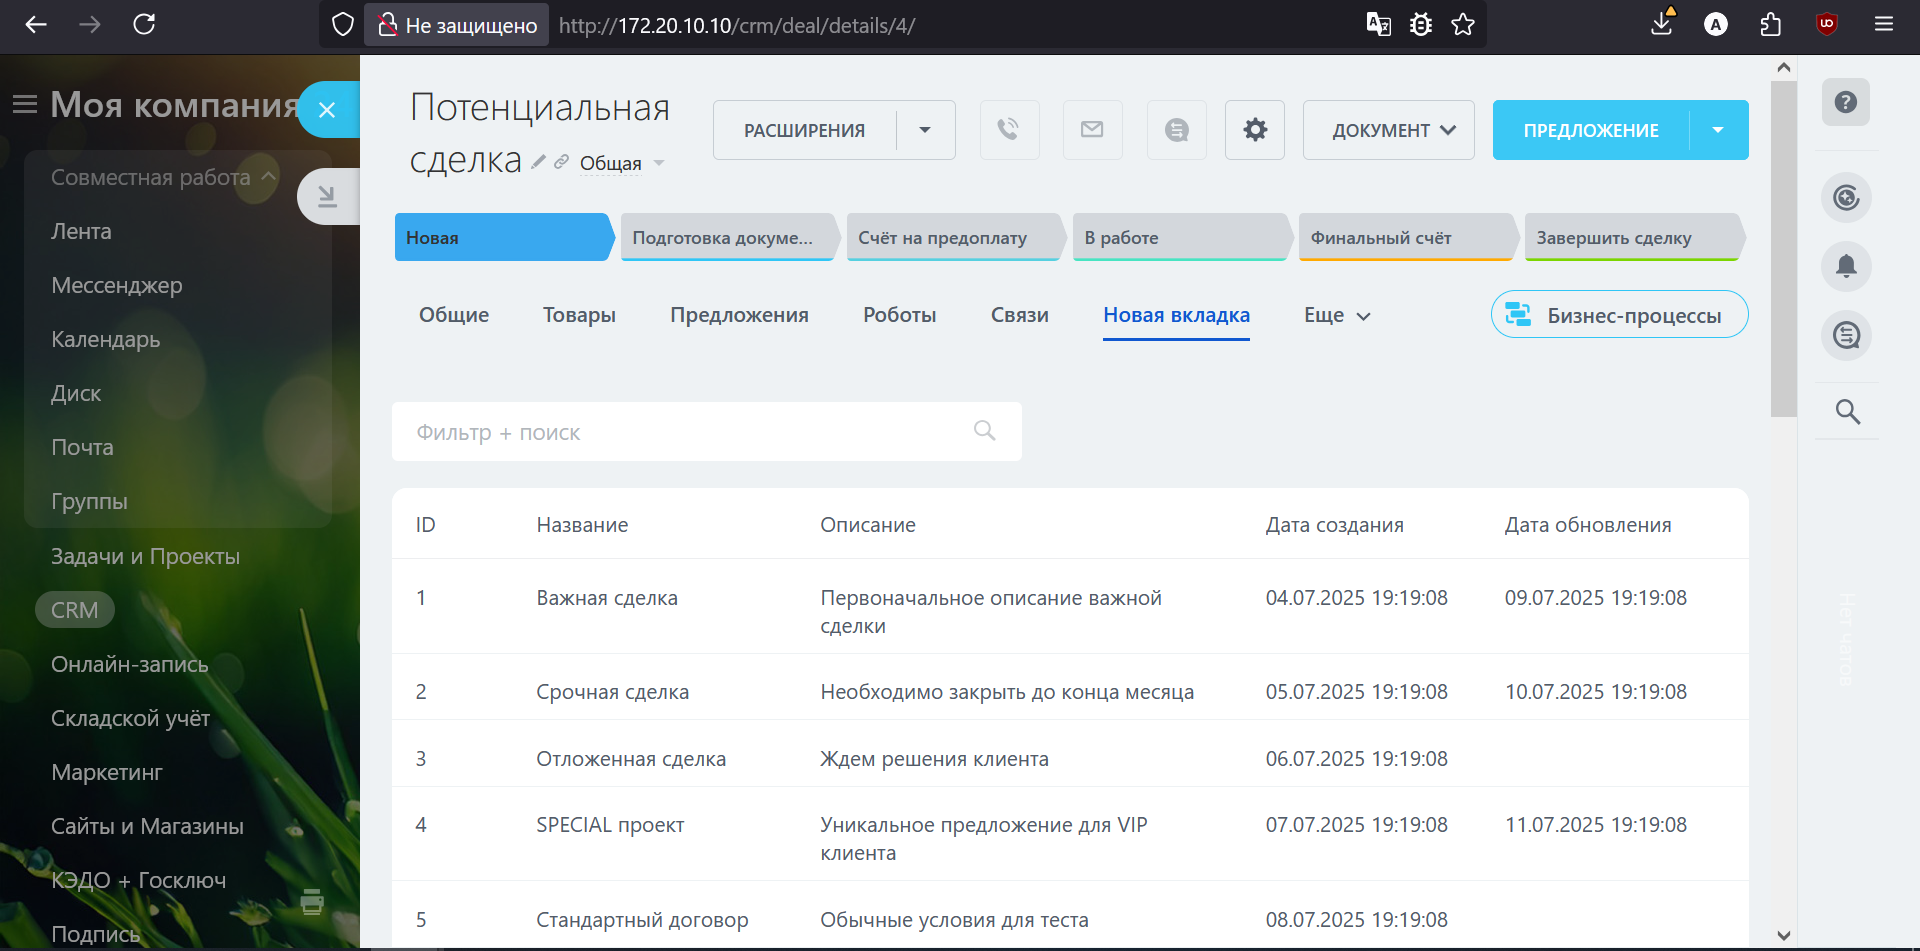 Не защищено http://172.20.10.10/crm/deal/details/4/
Моя компания
Совместная работа
Лента
Мессенджер
Календарь
Диск
Почта
Группы
Задачи и Проекты
CRM
Онлайн-запись
Складской учёт
Маркетинг
Сайты и Магазины
КЭДО + Госключ
Подпись
Потенциальная
сделка Общая
РАСШИРЕНИЯ ДОКУМЕНТ ПРЕДЛОЖЕНИЕ
Новая Подготовка докуме... Счёт на предоплату В работе Финальный счёт Завершить сделку
Общие Товары Предложения Роботы Связи Новая вкладка Еще Бизнес-процессы
Фильтр + поиск
ID Название Описание Дата создания Дата обновления
1 Важная сделка Первоначальное описание важной 04.07.2025 19:19:08 09.07.2025 19:19:08
сделки
2 Срочная сделка Необходимо закрыть до конца месяца 05.07.2025 19:19:08 10.07.2025 19:19:08
3 Отложенная сделка Ждем решения клиента 06.07.2025 19:19:08
4 SPECIAL проект Уникальное предложение для VIP 07.07.2025 19:19:08 11.07.2025 19:19:08
клиента
5 Стандартный договор Обычные условия для теста 08.07.2025 19:19:08
Нет чатов